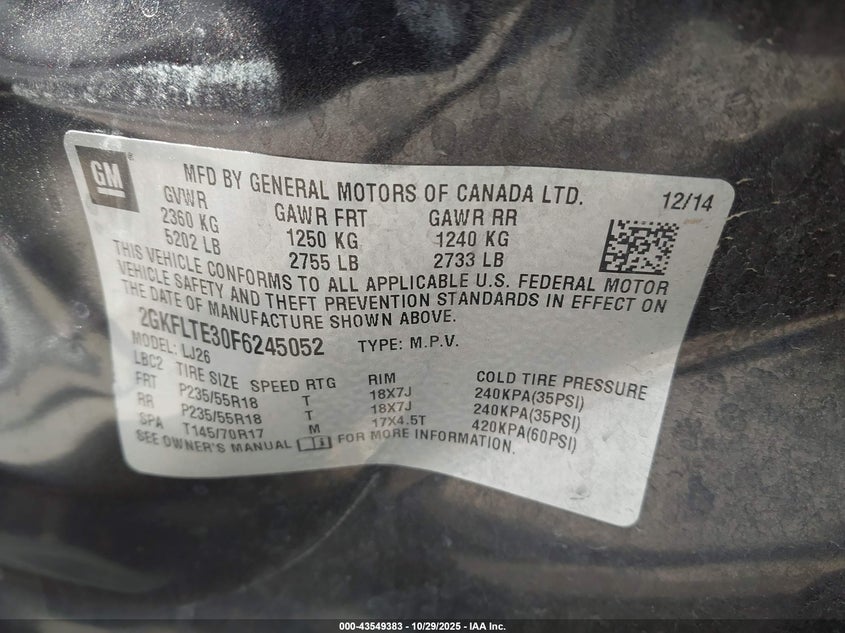 GM
MFD BY GENERAL MOTORS OF CANADA LTD. 12/14
GVWR GAWR FRT GAWR RR
2360 KG 1250 KG 1240 KG
5202 LB 2755 LB 2733 LB
THIS VEHICLE CONFORMS TO ALL APPLICABLE U.S. FEDERAL MOTOR
VEHICLE SAFETY AND THEFT PREVENTION STANDARDS IN EFFECT ON
THE DATE OF MANUFACTURE SHOWN ABOVE.
2GKFLTE30F6245052 TYPE: M.P.V.
MODEL: LJ26
LBC2 TIRE SIZE SPEED RTG RIM COLD TIRE PRESSURE
FRT P235/55R18 T 18X7J 240KPA(35PSI)
RR P235/55R18 T 18X7J 240KPA(35PSI)
SPA T145/70R17 M 17X4.5T 420KPA(60PSI)
SEE OWNER'S MANUAL FOR MORE INFORMATION.
000-43549383 - 10/29/2025 - IAA Inc.